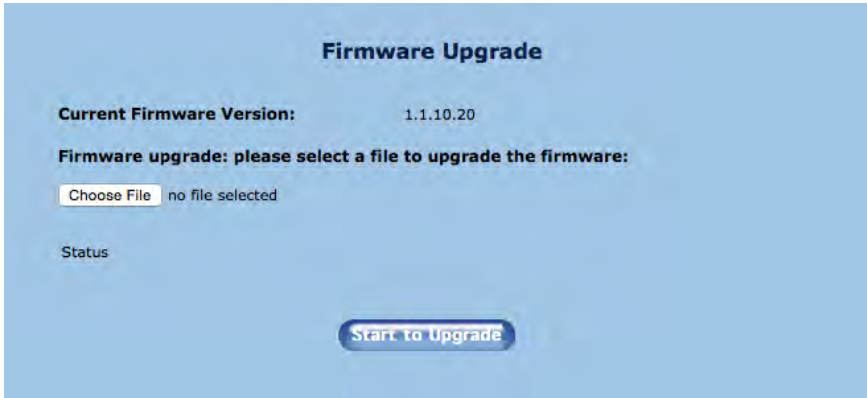 Firmware Upgrade
Current Firmware Version: 1.1.10.20
Firmware upgrade: please select a file to upgrade the firmware:
Choose File no file selected
Status
Start to Upgrade